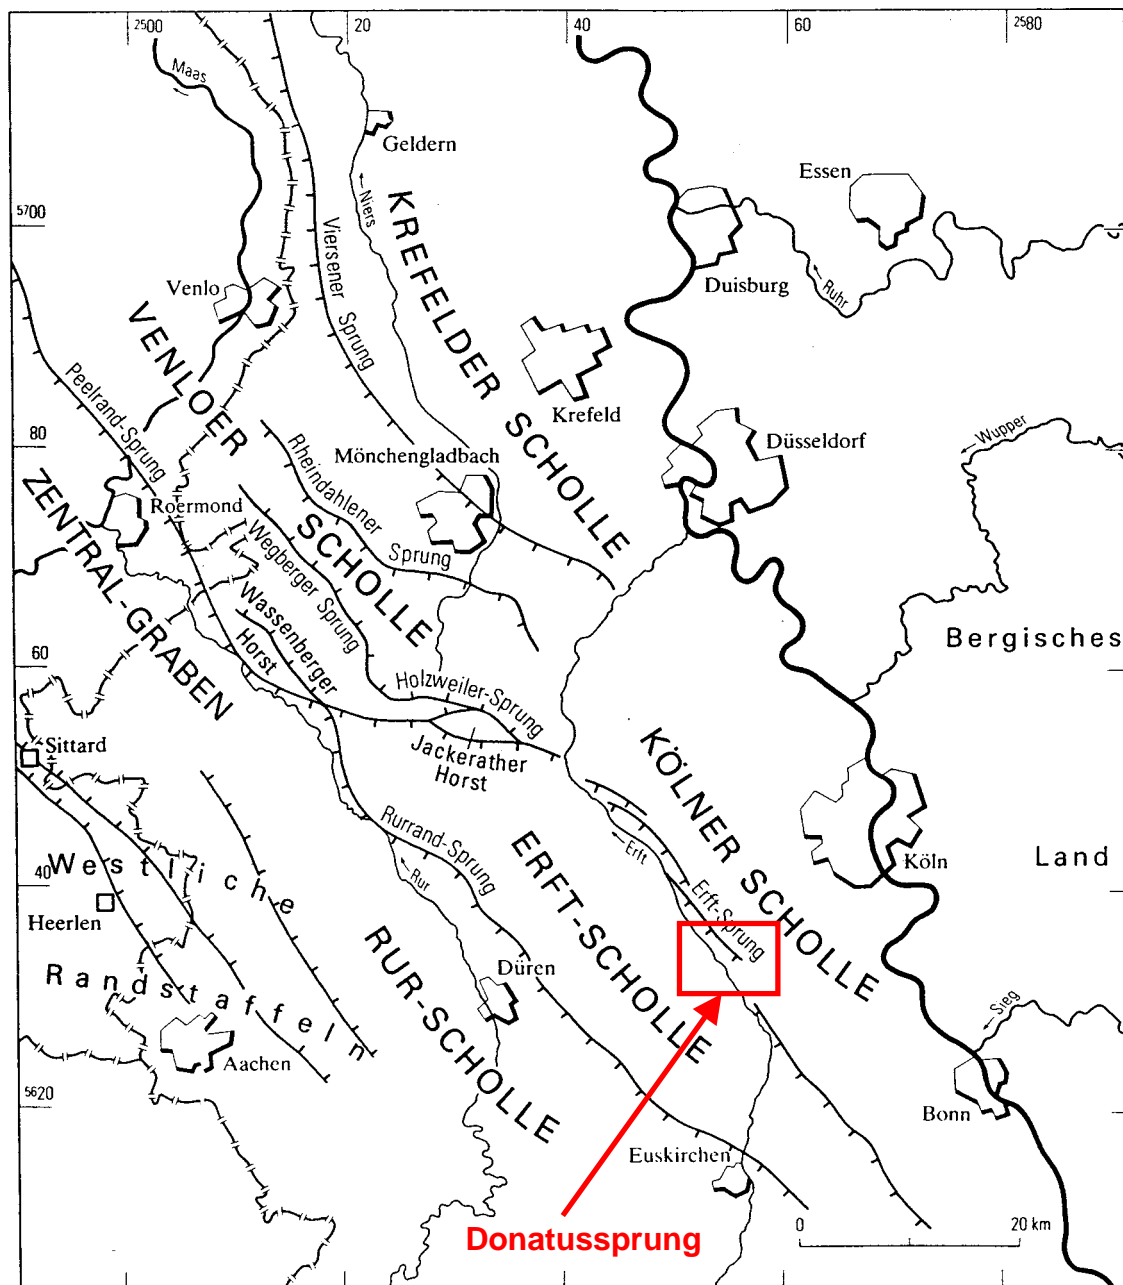 2500
20
40
60
2580
Maas
Geldern
Essen
5700
Niers
KREFELDER SCHOLLE
Viersener Sprung
Venlo
Duisburg
Ruhr
VENLOER SCHOLLE
Krefeld
Peelrand-Sprung
80
Rheindahlener Sprung
Mönchengladbach
Düsseldorf
Wupper
ZENTRAL-GRABEN
Roermond
Wegberger Sprung
Wassenberger Horst
Bergisches Land
60
Holzweiler-Sprung
Sittard
Jackerather
Horst
KÖLNER SCHOLLE
Rurrand-Sprung
ERFT-SCHOLLE
Erft
Köln
40
Westliche
Randstaffeln
Heerlen
Rur
Erft-Sprung
RUR-SCHOLLE
Düren
Sieg
Aachen
5620
Bonn
Euskirchen
Donatussprung
0
20 km